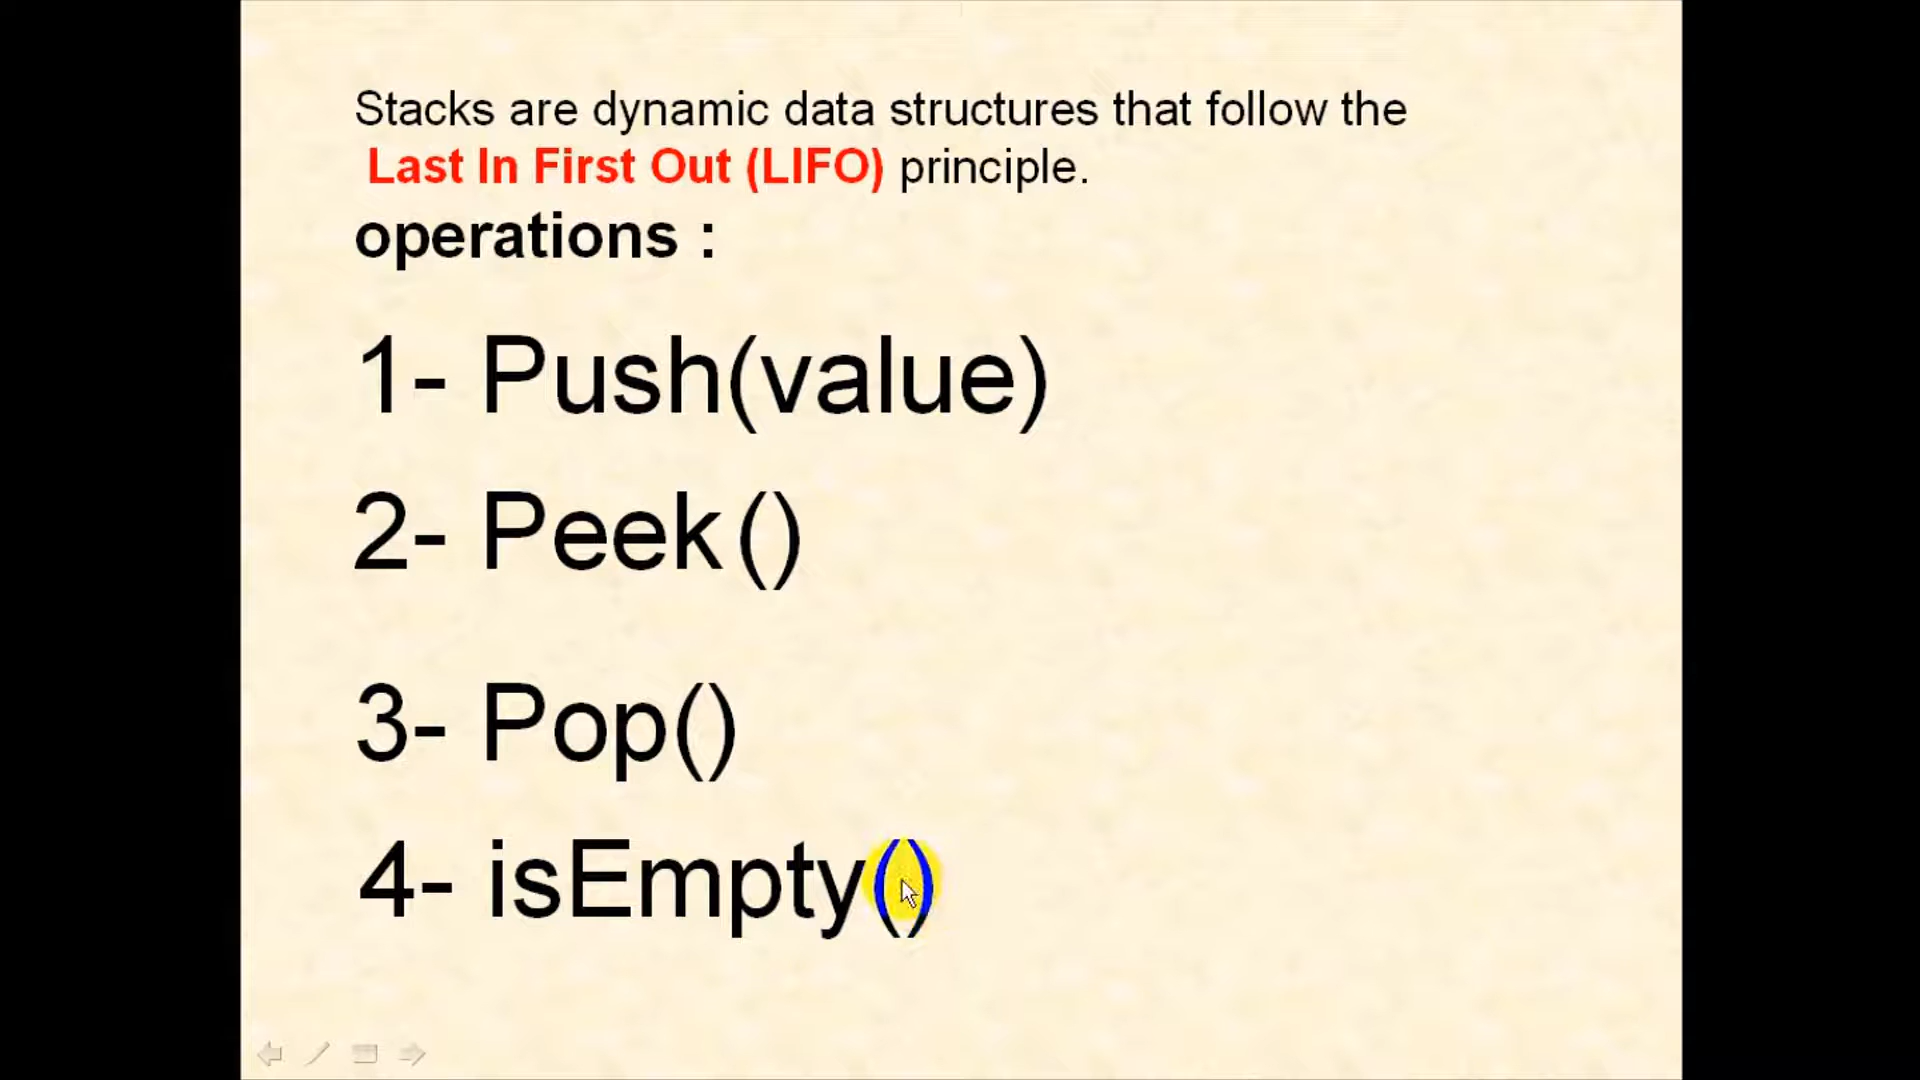 Stacks are dynamic data structures that follow the
Last In First Out (LIFO) principle.
operations :
1- Push(value)
2- Peek()
3- Pop()
4- isEmpty()